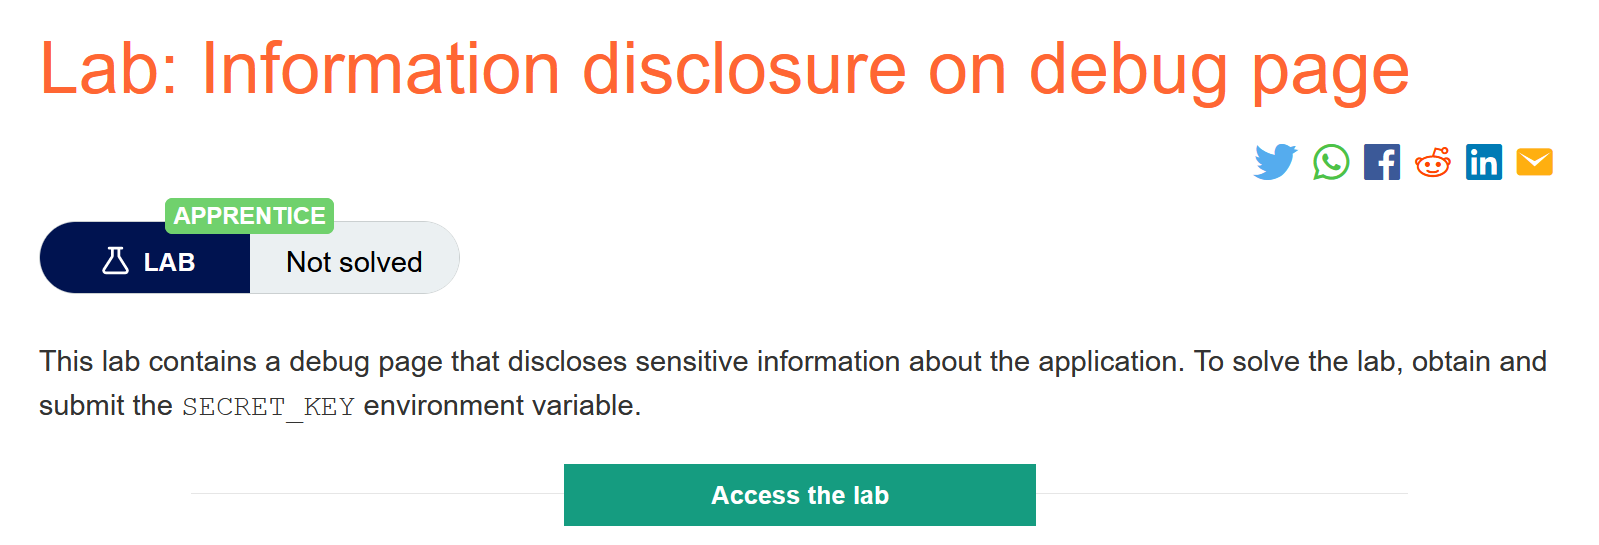 Lab: Information disclosure on debug page
APPRENTICE
LAB
Not solved
This lab contains a debug page that discloses sensitive information about the application. To solve the lab, obtain and
submit the SECRET_KEY environment variable.
Access the lab